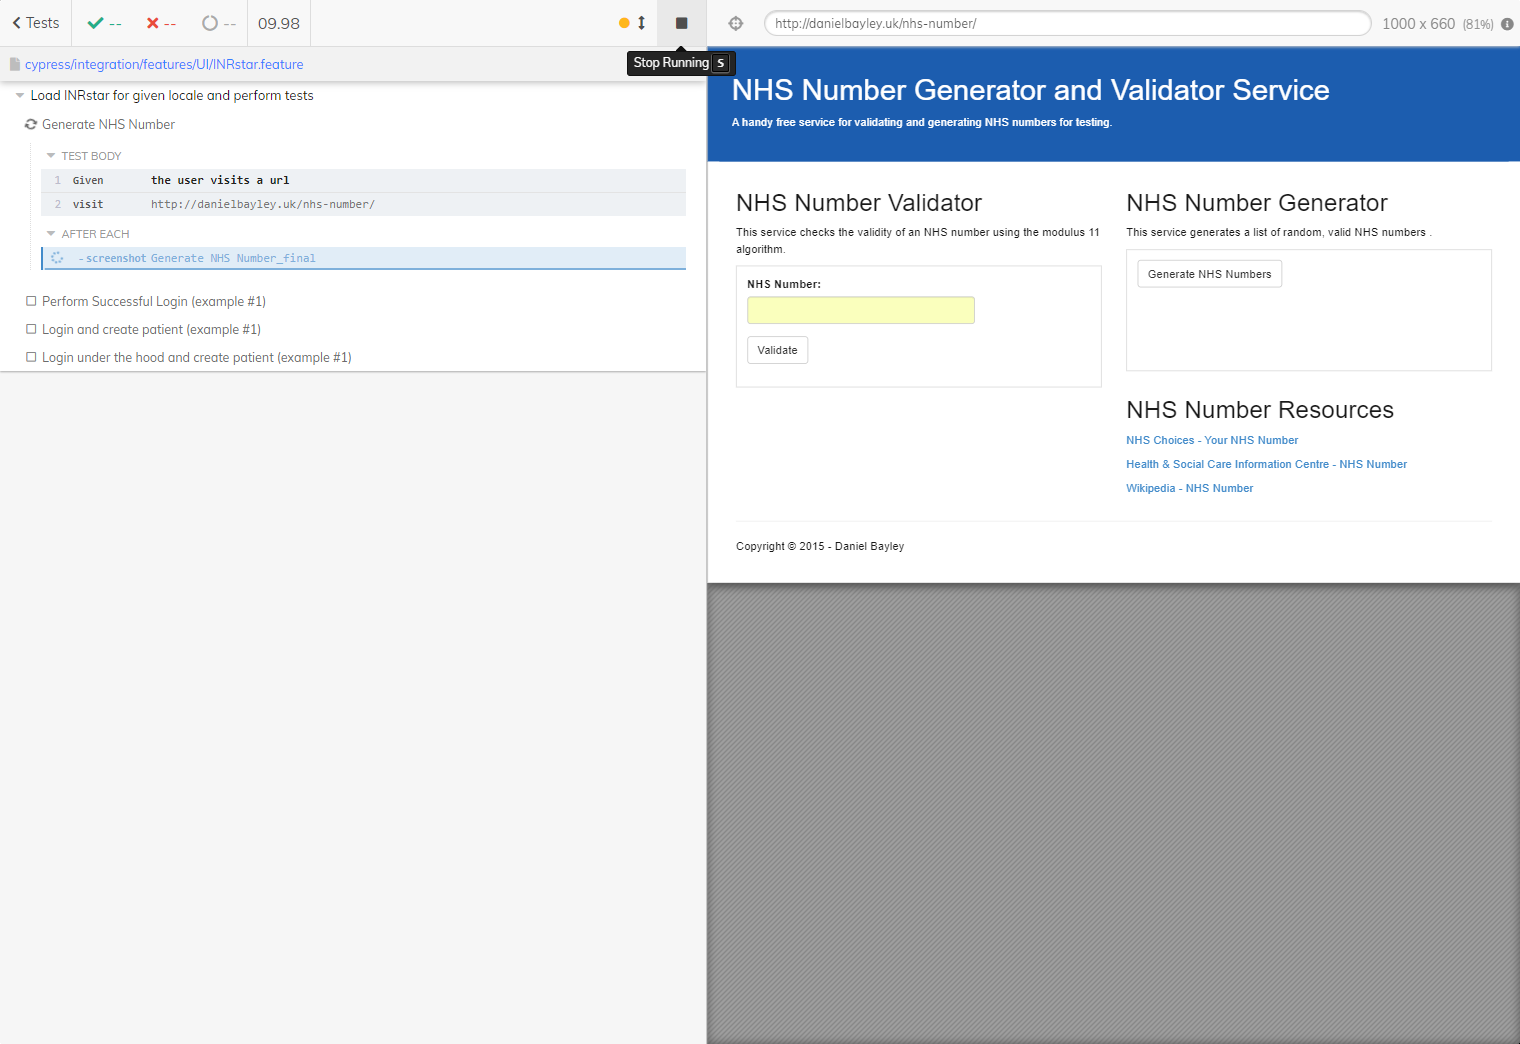 Tests -- -- -- 09.98
Stop Running S
cypress/integration/features/UI/INRstar.feature
Load INRstar for given locale and perform tests
Generate NHS Number
TEST BODY
1 Given the user visits a url
2 visit http://danielbayley.uk/nhs-number/
AFTER EACH
- screenshot Generate NHS Number_final
Perform Successful Login (example #1)
Login and create patient (example #1)
Login under the hood and create patient (example #1)
http://danielbayley.uk/nhs-number/ 1000 x 660 (81%)
NHS Number Generator and Validator Service
A handy free service for validating and generating NHS numbers for testing.
NHS Number Validator
This service checks the validity of an NHS number using the modulus 11
algorithm.
NHS Number:
Validate
NHS Number Generator
This service generates a list of random, valid NHS numbers .
Generate NHS Numbers
NHS Number Resources
NHS Choices - Your NHS Number
Health & Social Care Information Centre - NHS Number
Wikipedia - NHS Number
Copyright © 2015 - Daniel Bayley